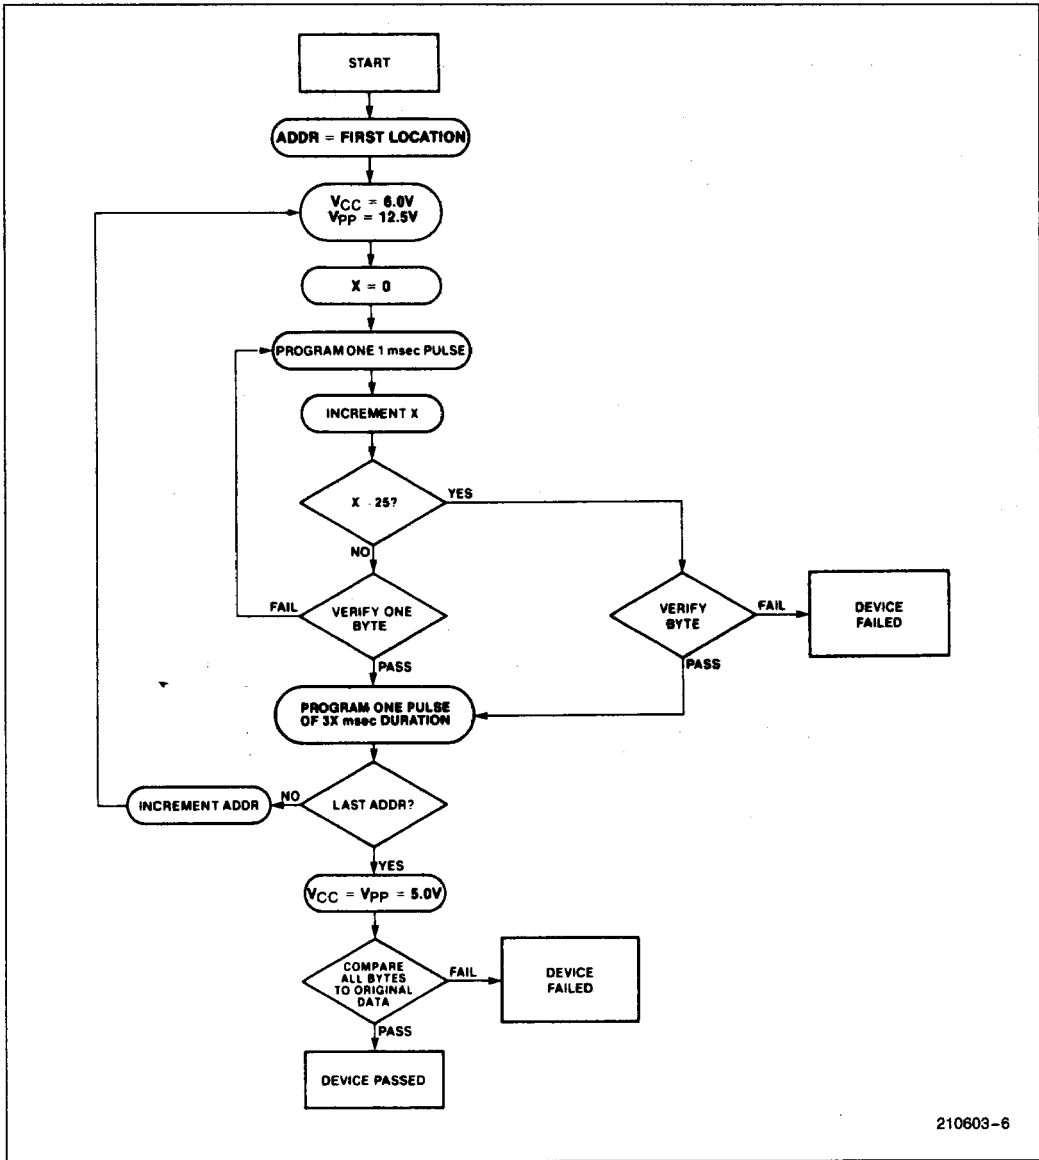 START
ADDR = FIRST LOCATION
VCC = 6.0V
VPP = 12.5V
X = 0
PROGRAM ONE 1 msec PULSE
INCREMENT X
X - 25?
YES
NO
VERIFY ONE
BYTE
FAIL
PASS
VERIFY
BYTE
FAIL
PASS
DEVICE
FAILED
PROGRAM ONE PULSE
OF 3X msec DURATION
LAST ADDR?
NO
INCREMENT ADDR
YES
VCC = VPP = 5.0V
COMPARE
ALL BYTES
TO ORIGINAL
DATA
FAIL
DEVICE
FAILED
PASS
DEVICE PASSED
210603-6